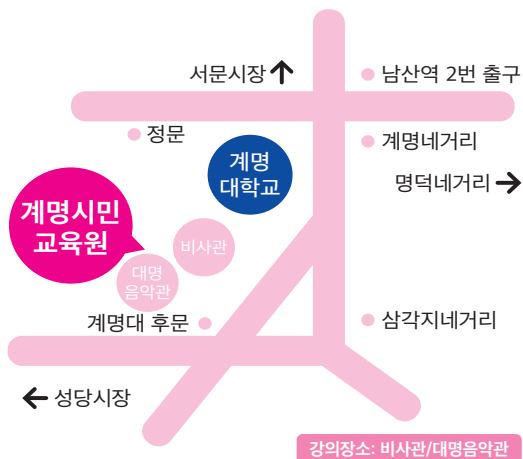 서문시장
남산역 2번 출구
정문
계명네거리
계명
대학교
명덕네거리
계명시민
교육원
비사관
대명
음악관
계명대 후문
삼각지네거리
성당시장
강의장소: 비사관/대명음악관